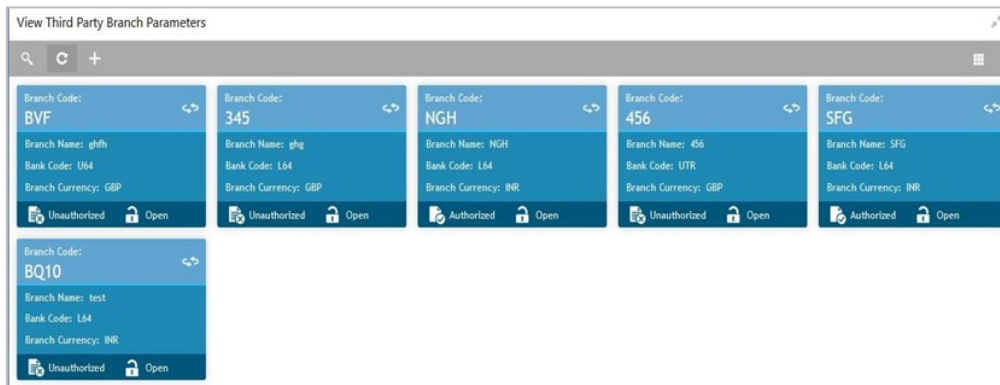 View Third Party Branch Parameters
Branch Code:
BVF
Branch Name: ghfh
Bank Code: U64
Branch Currency: GBP
Unauthorized Open
Branch Code:
345
Branch Name: ghg
Bank Code: L64
Branch Currency: GBP
Unauthorized Open
Branch Code:
NGH
Branch Name: NGH
Bank Code: L64
Branch Currency: INR
Authorized Open
Branch Code:
456
Branch Name: 456
Bank Code: UTR
Branch Currency: GBP
Unauthorized Open
Branch Code:
SFG
Branch Name: SFG
Bank Code: L64
Branch Currency: INR
Authorized Open
Branch Code:
BQ10
Branch Name: test
Bank Code: L64
Branch Currency: INR
Unauthorized Open